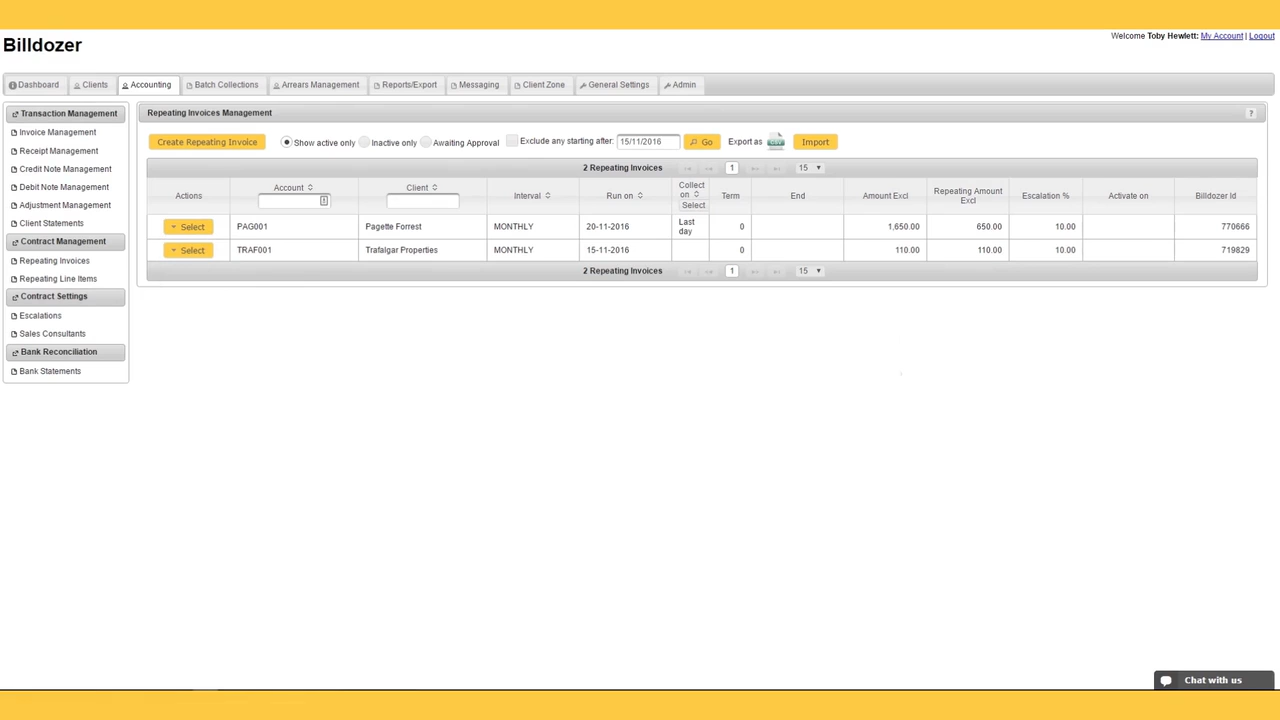 Billdozer
Welcome Toby Hewlett: My Account | Logout
Dashboard Clients Accounting Batch Collections Arrears Management Reports/Export Messaging Client Zone General Settings Admin
Transaction Management
Invoice Management
Receipt Management
Credit Note Management
Debit Note Management
Adjustment Management
Client Statements
Contract Management
Repeating Invoices
Repeating Line Items
Contract Settings
Escalations
Sales Consultants
Bank Reconciliation
Bank Statements
Repeating Invoices Management ?
Create Repeating Invoice Show active only Inactive only Awaiting Approval Exclude any starting after: 15/11/2016 Go Export as CSV Import
2 Repeating Invoices 1 15
Actions Account Client Interval Run on Collect on Select Term End Amount Excl Repeating Amount Excl Escalation % Activate on Billdozer Id
Select PAG001 Pagette Forrest MONTHLY 20-11-2016 Last day 0 1,650.00 650.00 10.00 770666
Select TRAF001 Trafalgar Properties MONTHLY 15-11-2016 0 110.00 110.00 10.00 719829
2 Repeating Invoices 1 15
Chat with us